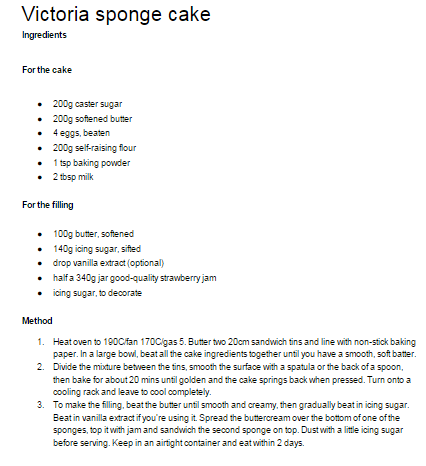 Victoria sponge cake
Ingredients
For the cake
• 200g caster sugar
• 200g softened butter
• 4 eggs, beaten
• 200g self-raising flour
• 1 tsp baking powder
• 2 tbsp milk
For the filling
• 100g butter, softened
• 140g icing sugar, sifted
• drop vanilla extract (optional)
• half a 340g jar good-quality strawberry jam
• icing sugar, to decorate
Method
1. Heat oven to 190C/fan 170C/gas 5. Butter two 20cm sandwich tins and line with non-stick baking
paper. In a large bowl, beat all the cake ingredients together until you have a smooth, soft batter.
2. Divide the mixture between the tins, smooth the surface with a spatula or the back of a spoon,
then bake for about 20 mins until golden and the cake springs back when pressed. Turn onto a
cooling rack and leave to cool completely.
3. To make the filling, beat the butter until smooth and creamy, then gradually beat in icing sugar.
Beat in vanilla extract if you're using it. Spread the buttercream over the bottom of one of the
sponges, top it with jam and sandwich the second sponge on top. Dust with a little icing sugar
before serving. Keep in an airtight container and eat within 2 days.